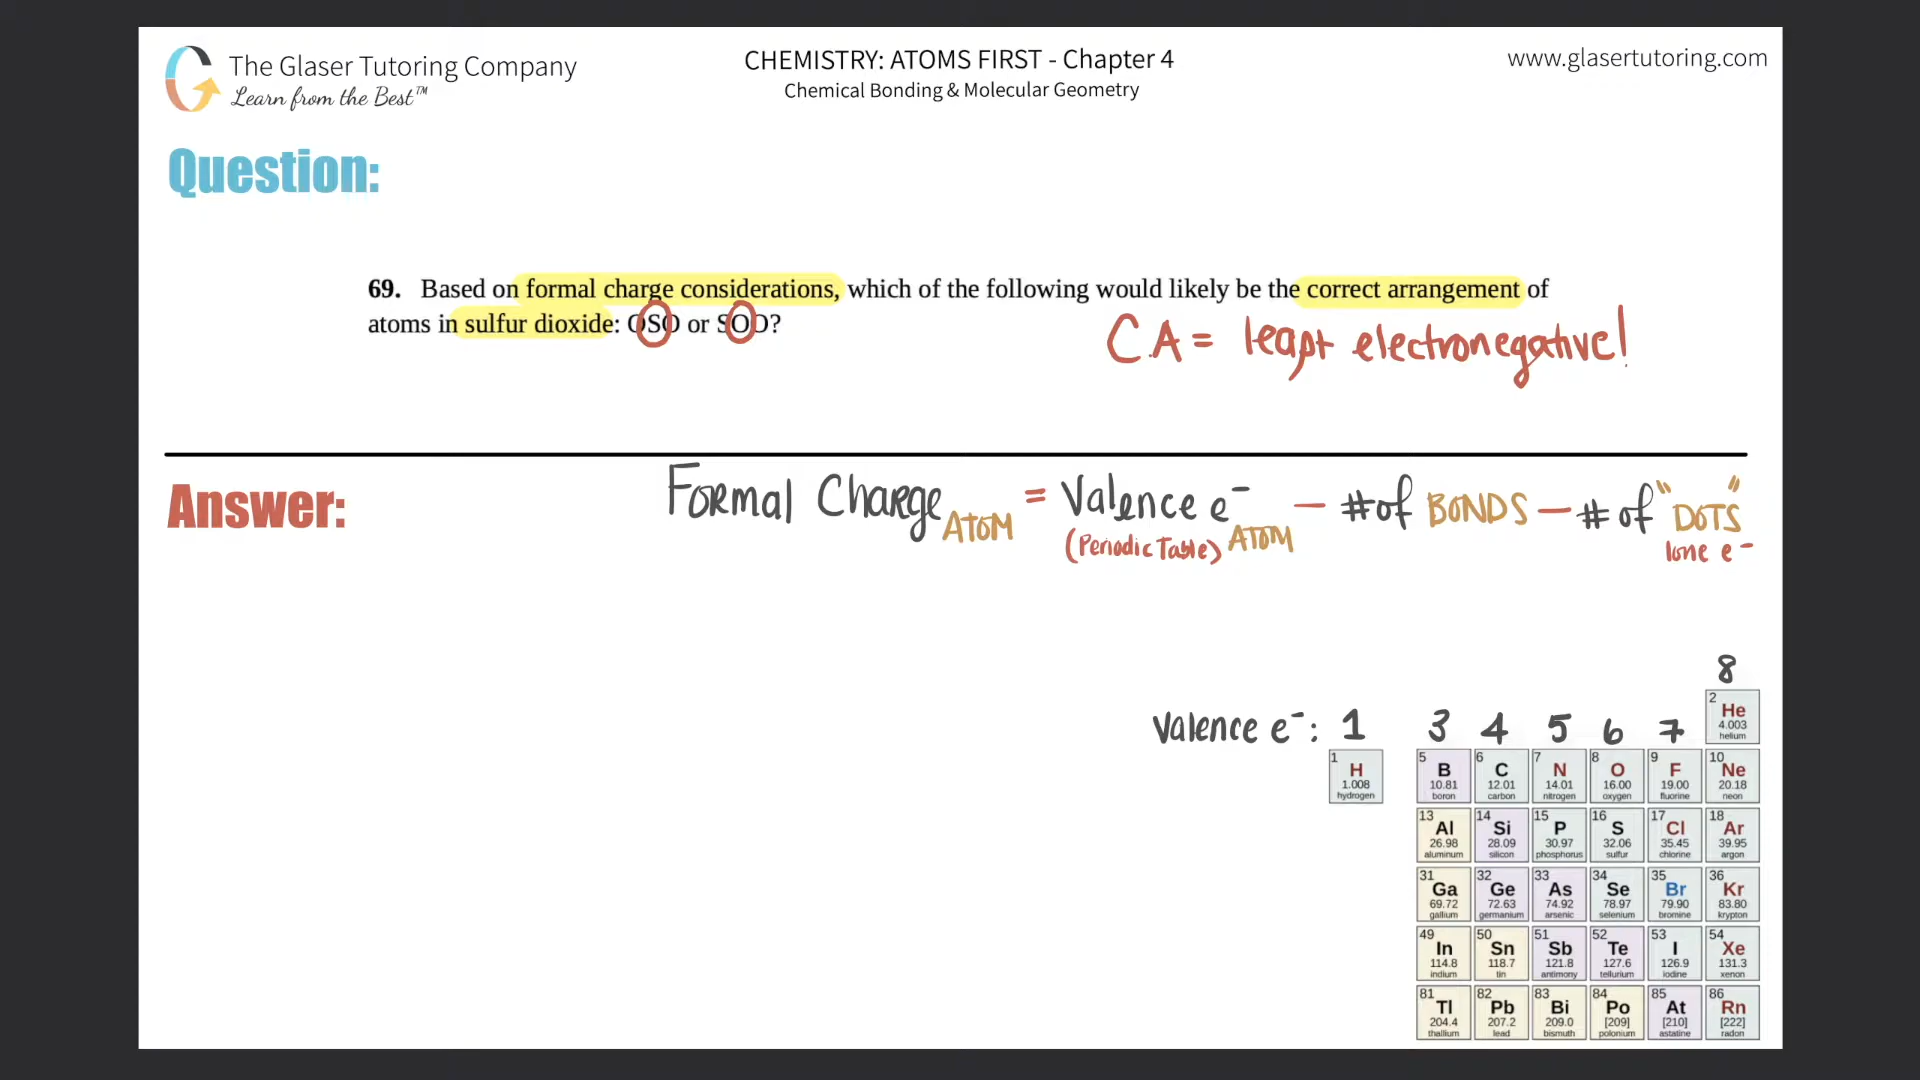 The Glaser Tutoring Company
Learn from the Best™
CHEMISTRY: ATOMS FIRST - Chapter 4
Chemical Bonding & Molecular Geometry
www.glasertutoring.com
Question:
69. Based on formal charge considerations, which of the following would likely be the correct arrangement of
atoms in sulfur dioxide: OSO or SOO?
C.A = least electronegative!
Answer:
Formal Charge ATOM = Valence e⁻ ATOM − # of BONDS − # of "DOTS"
(Periodic Table) lone e⁻
8
Valence e⁻: 1 3 4 5 6 7
2 He 4.003 helium
1 H 1.008 hydrogen
5 B 10.81 boron
6 C 12.01 carbon
7 N 14.01 nitrogen
8 O 16.00 oxygen
9 F 19.00 fluorine
10 Ne 20.18 neon
13 Al 26.98 aluminum
14 Si 28.09 silicon
15 P 30.97 phosphorus
16 S 32.06 sulfur
17 Cl 35.45 chlorine
18 Ar 39.95 argon
31 Ga 69.72 gallium
32 Ge 72.63 germanium
33 As 74.92 arsenic
34 Se 78.97 selenium
35 Br 79.90 bromine
36 Kr 83.80 krypton
49 In 114.8 indium
50 Sn 118.7 tin
51 Sb 121.8 antimony
52 Te 127.6 tellurium
53 I 126.9 iodine
54 Xe 131.3 xenon
81 Tl 204.4 thallium
82 Pb 207.2 lead
83 Bi 209.0 bismuth
84 Po [209] polonium
85 At [210] astatine
86 Rn [222] radon